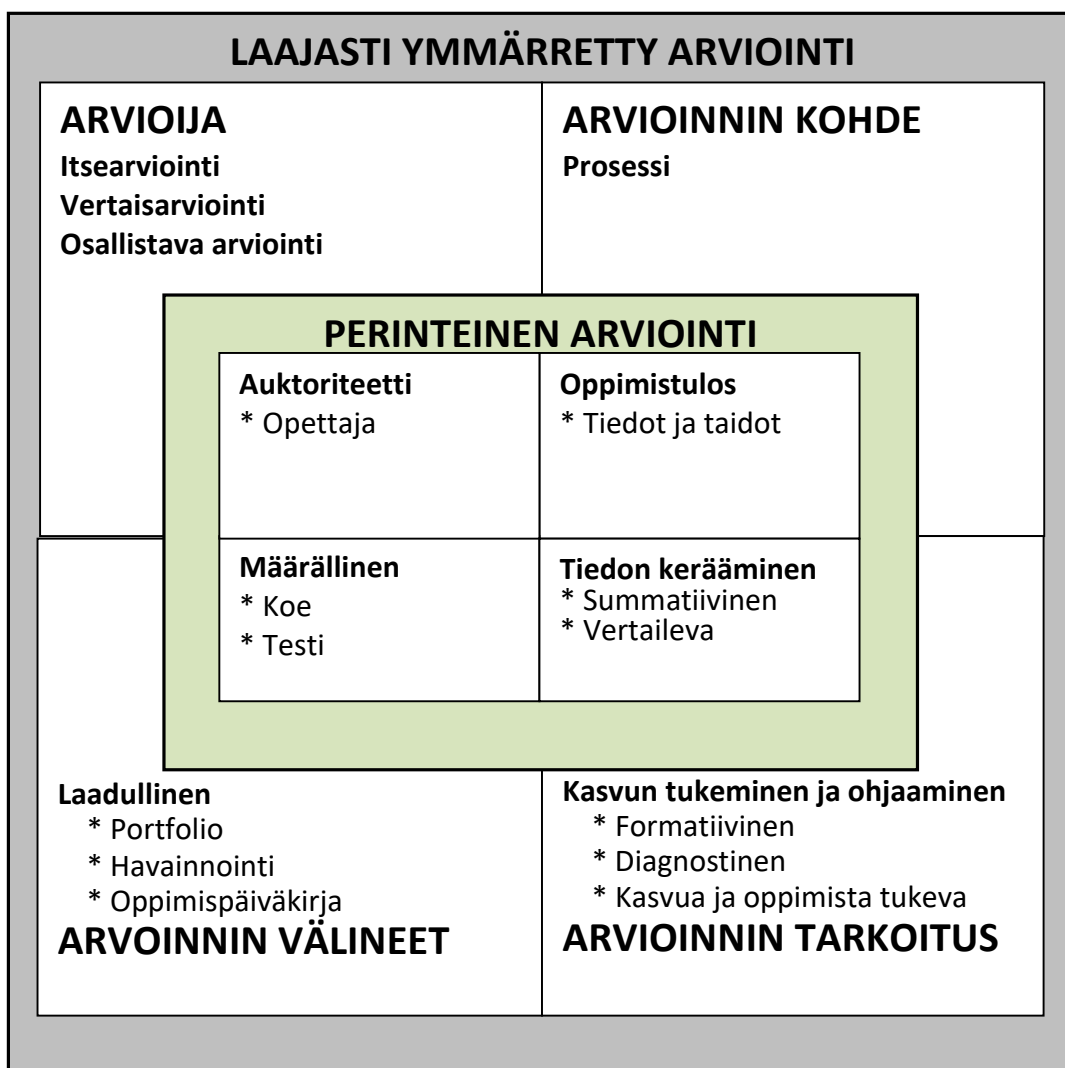 LAAJASTI YMMÄRRETTY ARVIOINTI
ARVIOIJA
Itsearviointi
Vertaisarviointi
Osallistava arviointi
ARVIOINNIN KOHDE
Prosessi
PERINTEINEN ARVIOINTI
Auktoriteetti
* Opettaja
Oppimistulos
* Tiedot ja taidot
Määrällinen
* Koe
* Testi
Tiedon kerääminen
* Summatiivinen
* Vertaileva
Laadullinen
* Portfolio
* Havainnointi
* Oppimispäiväkirja
ARVOINNIN VÄLINEET
Kasvun tukeminen ja ohjaaminen
* Formatiivinen
* Diagnostinen
* Kasvua ja oppimista tukeva
ARVIOINNIN TARKOITUS